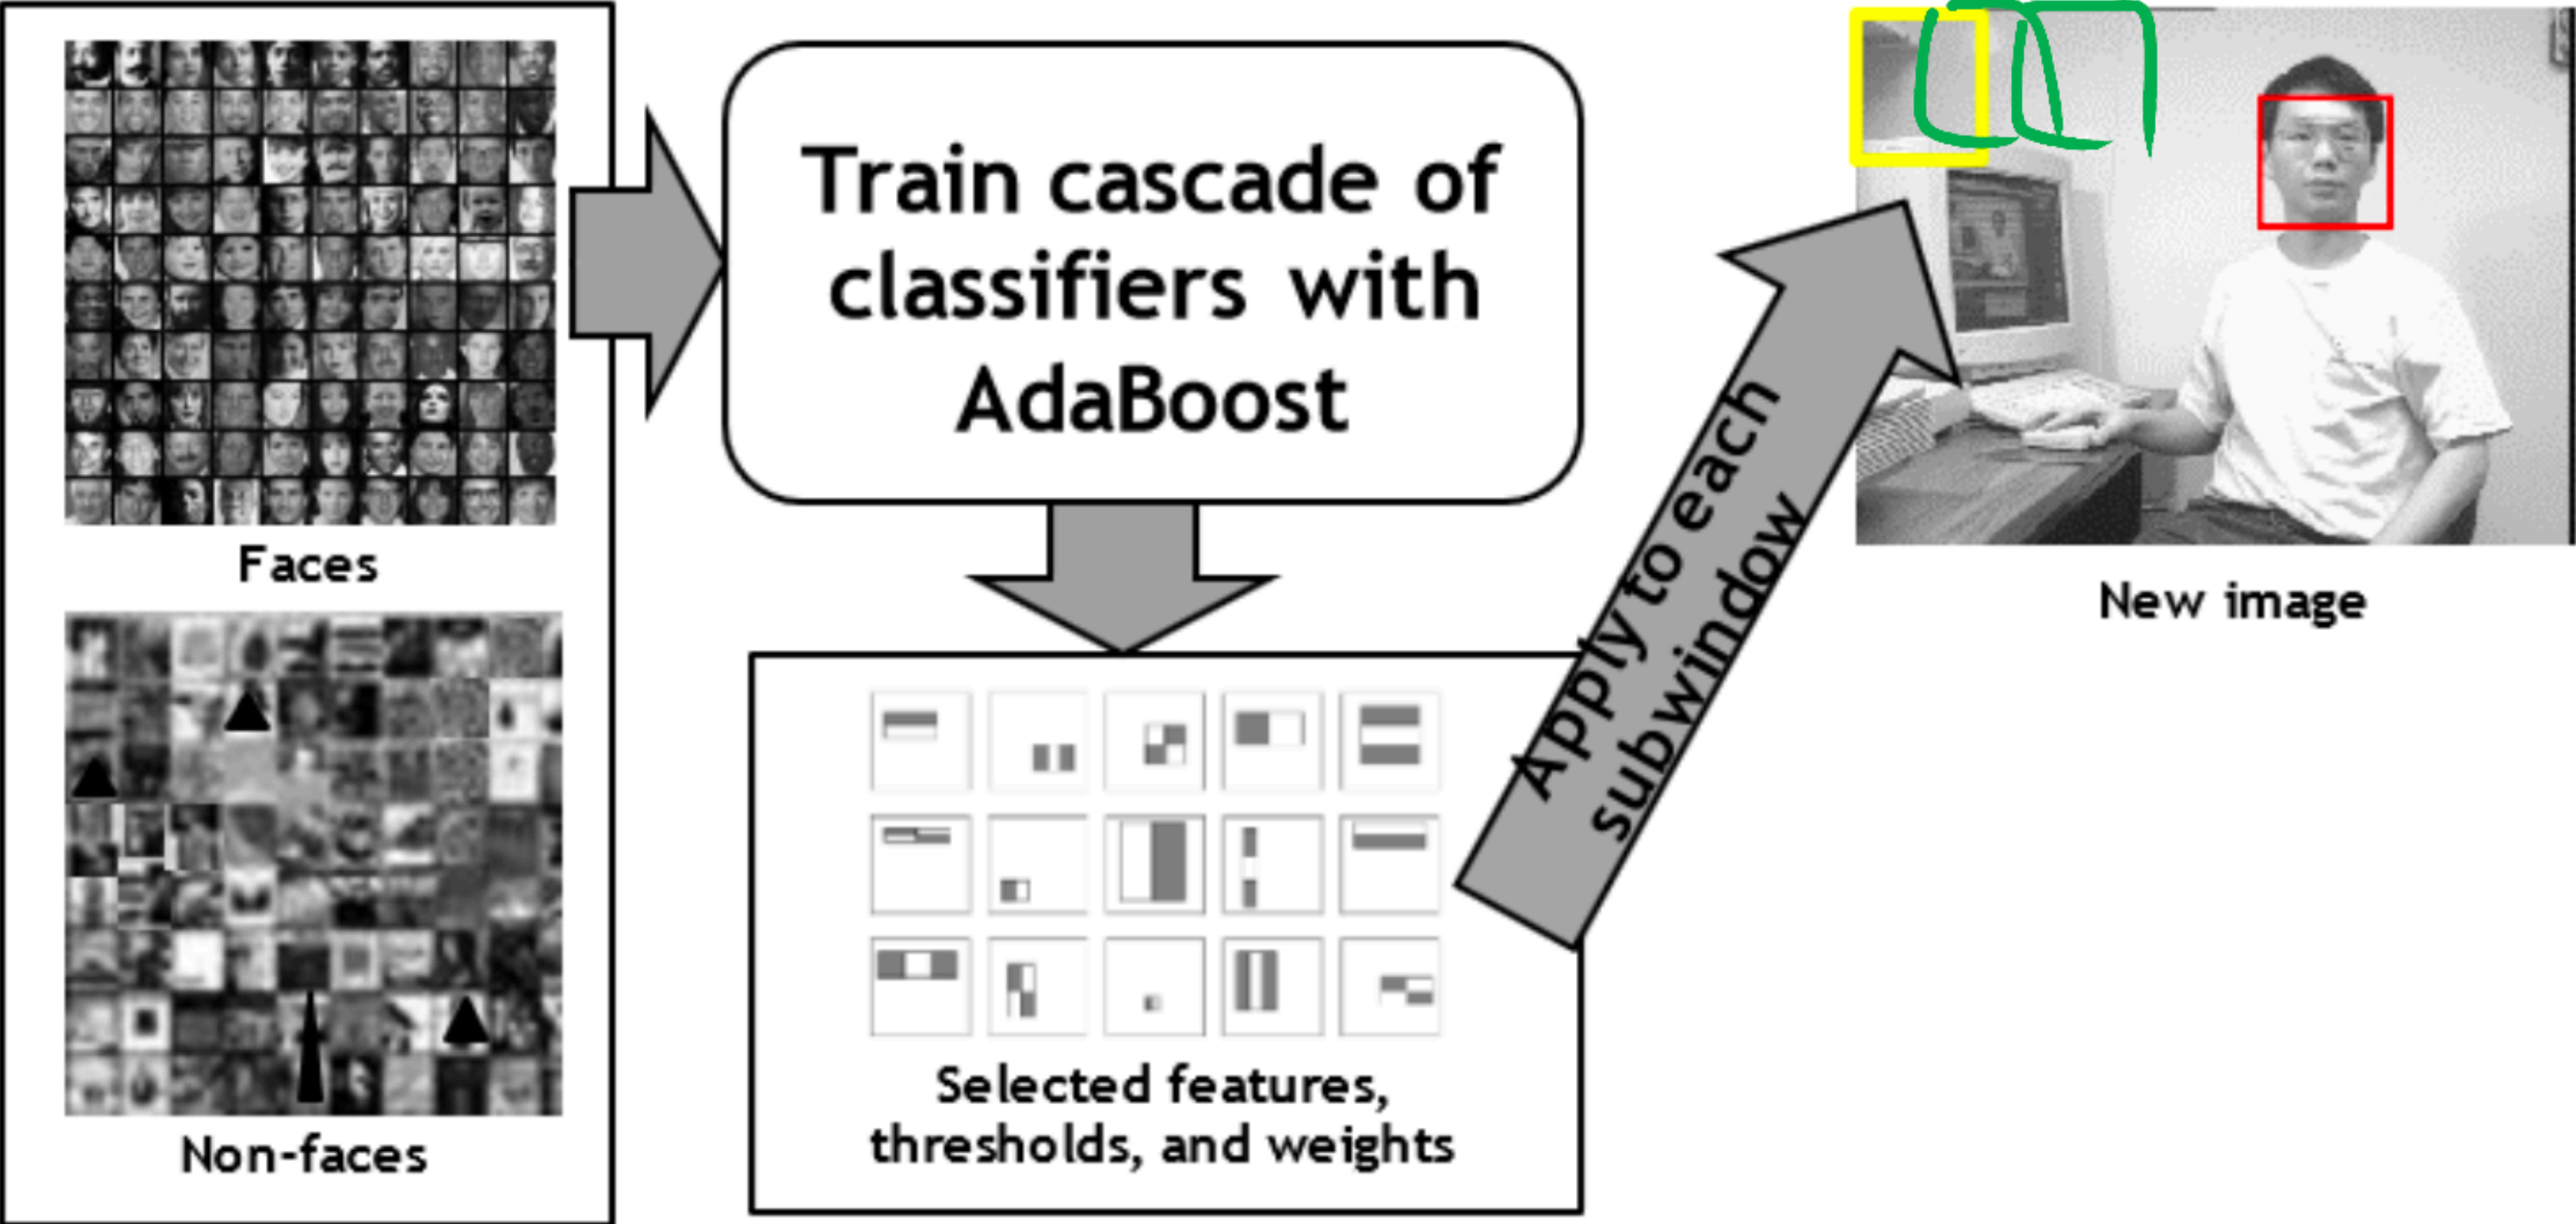 Faces
Non-faces
Train cascade of
classifiers with
AdaBoost
Selected features,
thresholds, and weights
Apply to each
subwindow
New image